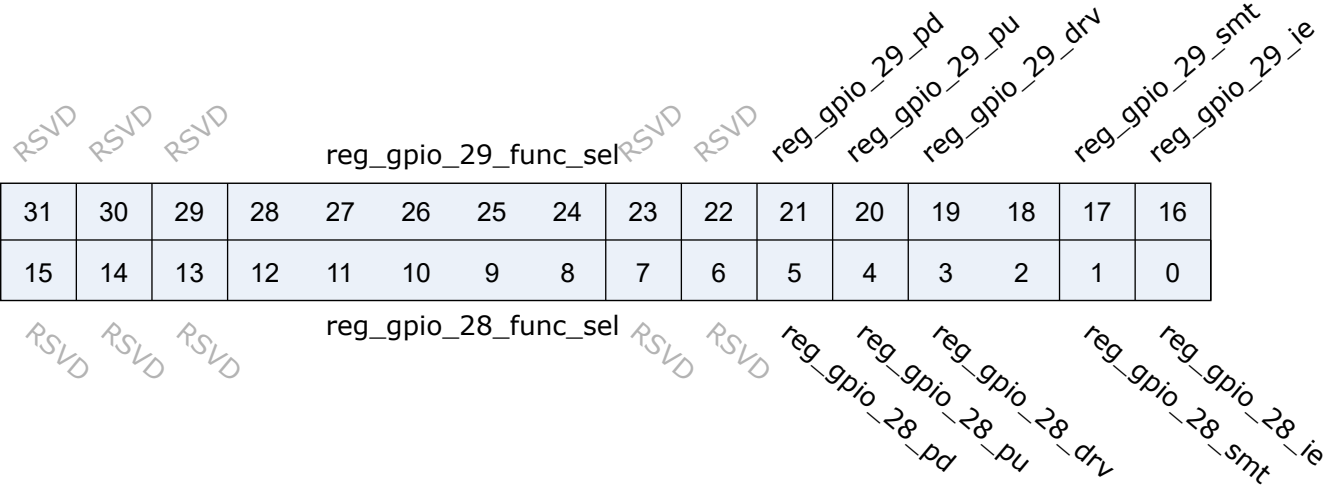 RSVD RSVD RSVD reg_gpio_29_func_sel RSVD RSVD reg_gpio_29_pd reg_gpio_29_pu reg_gpio_29_drv reg_gpio_29_smt reg_gpio_29_ie
31 30 29 28 27 26 25 24 23 22 21 20 19 18 17 16
15 14 13 12 11 10 9 8 7 6 5 4 3 2 1 0
RSVD RSVD RSVD reg_gpio_28_func_sel RSVD RSVD reg_gpio_28_pd reg_gpio_28_pu reg_gpio_28_drv reg_gpio_28_smt reg_gpio_28_ie